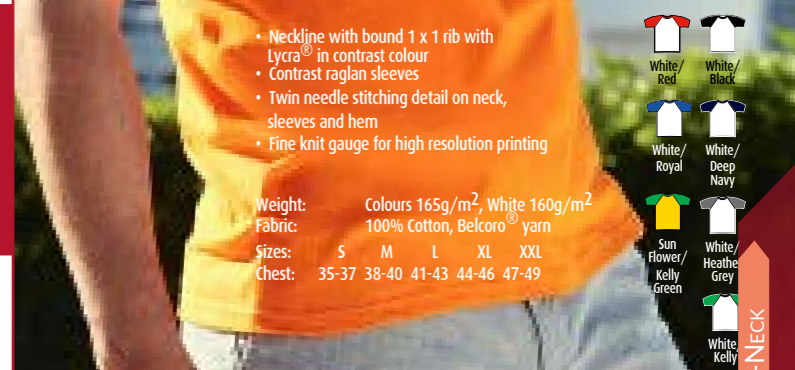 • Neckline with bound 1 x 1 rib with
Lycra® in contrast colour
• Contrast raglan sleeves
• Twin needle stitching detail on neck,
sleeves and hem
• Fine knit gauge for high resolution printing
Weight: Colours 165g/m², White 160g/m²
Fabric: 100% Cotton, Belcoro® yarn
Sizes: S M L XL XXL
Chest: 35-37 38-40 41-43 44-46 47-49
White/
Red
White/
Black
White/
Royal
White/
Deep
Navy
Sun
Flower/
Kelly
Green
White/
Heathe
Grey
White/
Kelly
-Neck